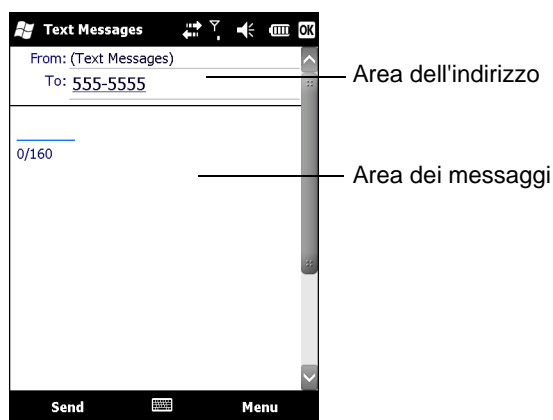 Text Messages OK
From: (Text Messages)
To: 555-5555
Area dell'indirizzo
0/160
Area dei messaggi
Send Menu